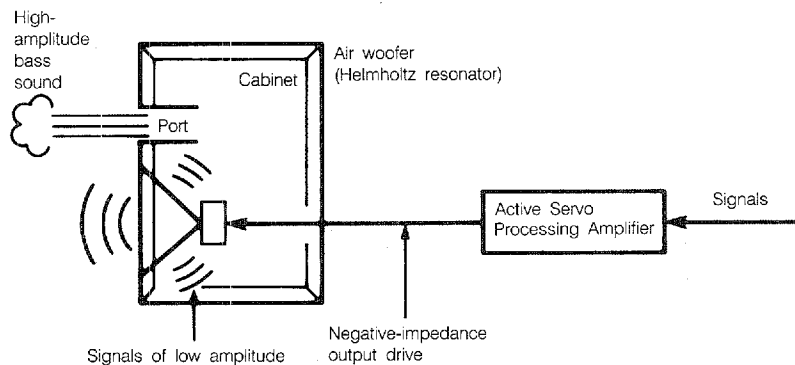 High-
amplitude
bass
sound
Air woofer
(Helmholtz resonator)
Cabinet
Port
Signals
Active Servo
Processing Amplifier
Negative-impedance
output drive
Signals of low amplitude